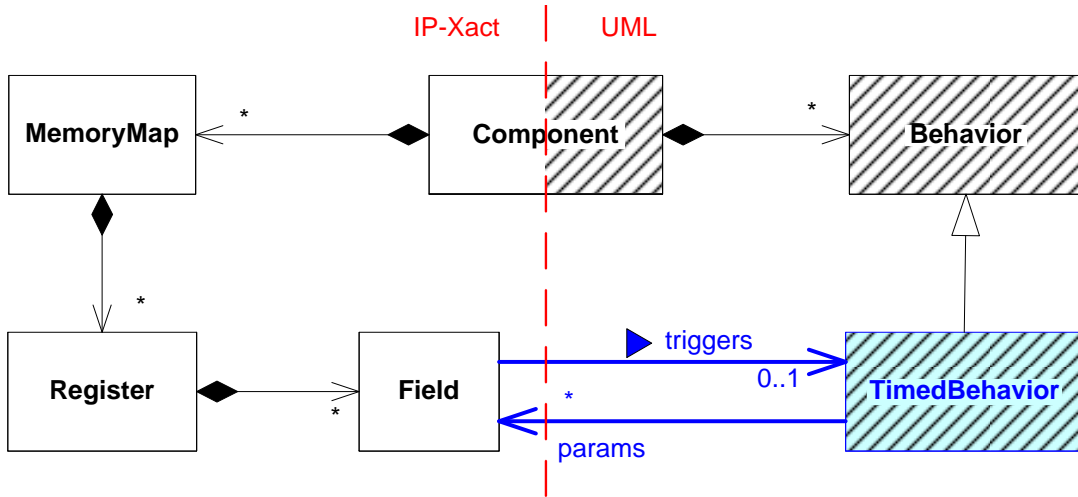 IP-Xact UML
* *
MemoryMap Component Behavior
*
triggers
0..1
Register Field TimedBehavior
* *
params